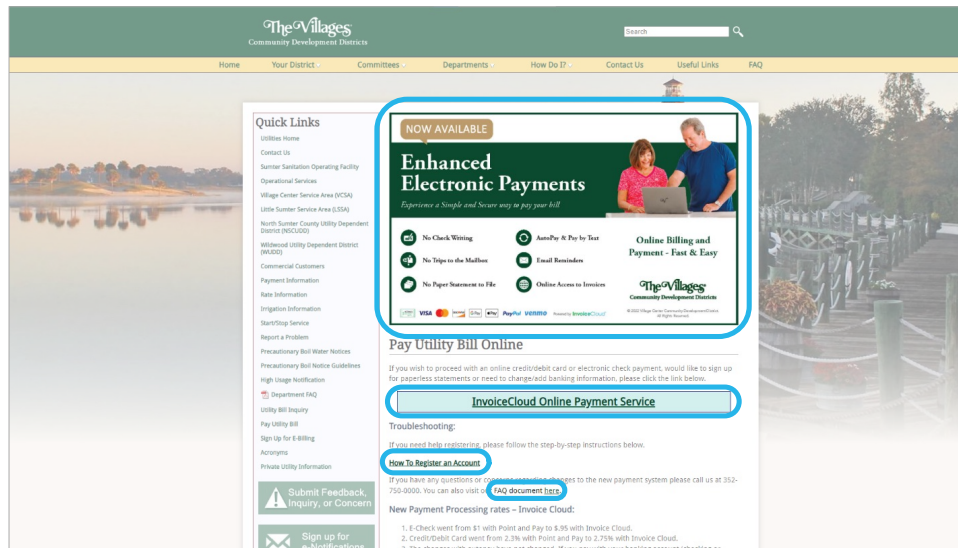 The Villages
Community Development Districts
Search
Home Your District Committees Departments How Do I? Contact Us Useful Links FAQ
Quick Links
Utilities Home
Contact Us
Sumter Sanitation Operating Facility
Operational Services
Village Center Service Area (VCSA)
Little Sumter Service Area (LSSA)
North Sumter County Utility Dependent
District (NSCUDD)
Wildwood Utility Dependent District
(WUDD)
Commercial Customers
Payment Information
Rate Information
Irrigation Information
Start/Stop Service
Report a Problem
Precautionary Boil Water Notices
Precautionary Boil Notice Guidelines
High Usage Notification
Department FAQ
Utility Bill Inquiry
Pay Utility Bill
Sign Up for E-Billing
Acronyms
Private Utility Information
Submit Feedback,
Inquiry, or Concern
Sign up for
e-Notifications
NOW AVAILABLE
Enhanced
Electronic Payments
Experience a Simple and Secure way to pay your bill
No Check Writing
AutoPay & Pay by Text
No Trips to the Mailbox
Email Reminders
No Paper Statement to File
Online Access to Invoices
Online Billing and
Payment - Fast & Easy
The Villages
Community Development Districts
VISA G Pay Pay PayPal venmo Powered by InvoiceCloud
© 2022 Village Center Community Development District
All Rights Reserved.
Pay Utility Bill Online
If you wish to proceed with an online credit/debit card or electronic check payment, would like to sign up
for paperless statements or need to change/add banking information, please click the link below.
InvoiceCloud Online Payment Service
Troubleshooting:
If you need help registering, please follow the step-by-step instructions below.
How To Register an Account
If you have any questions or concerns regarding changes to the new payment system please call us at 352-
750-0000. You can also visit our FAQ document here
New Payment Processing rates – Invoice Cloud:
1. E-Check went from $1 with Point and Pay to $.95 with Invoice Cloud.
2. Credit/Debit Card went from 2.3% with Point and Pay to 2.75% with Invoice Cloud.